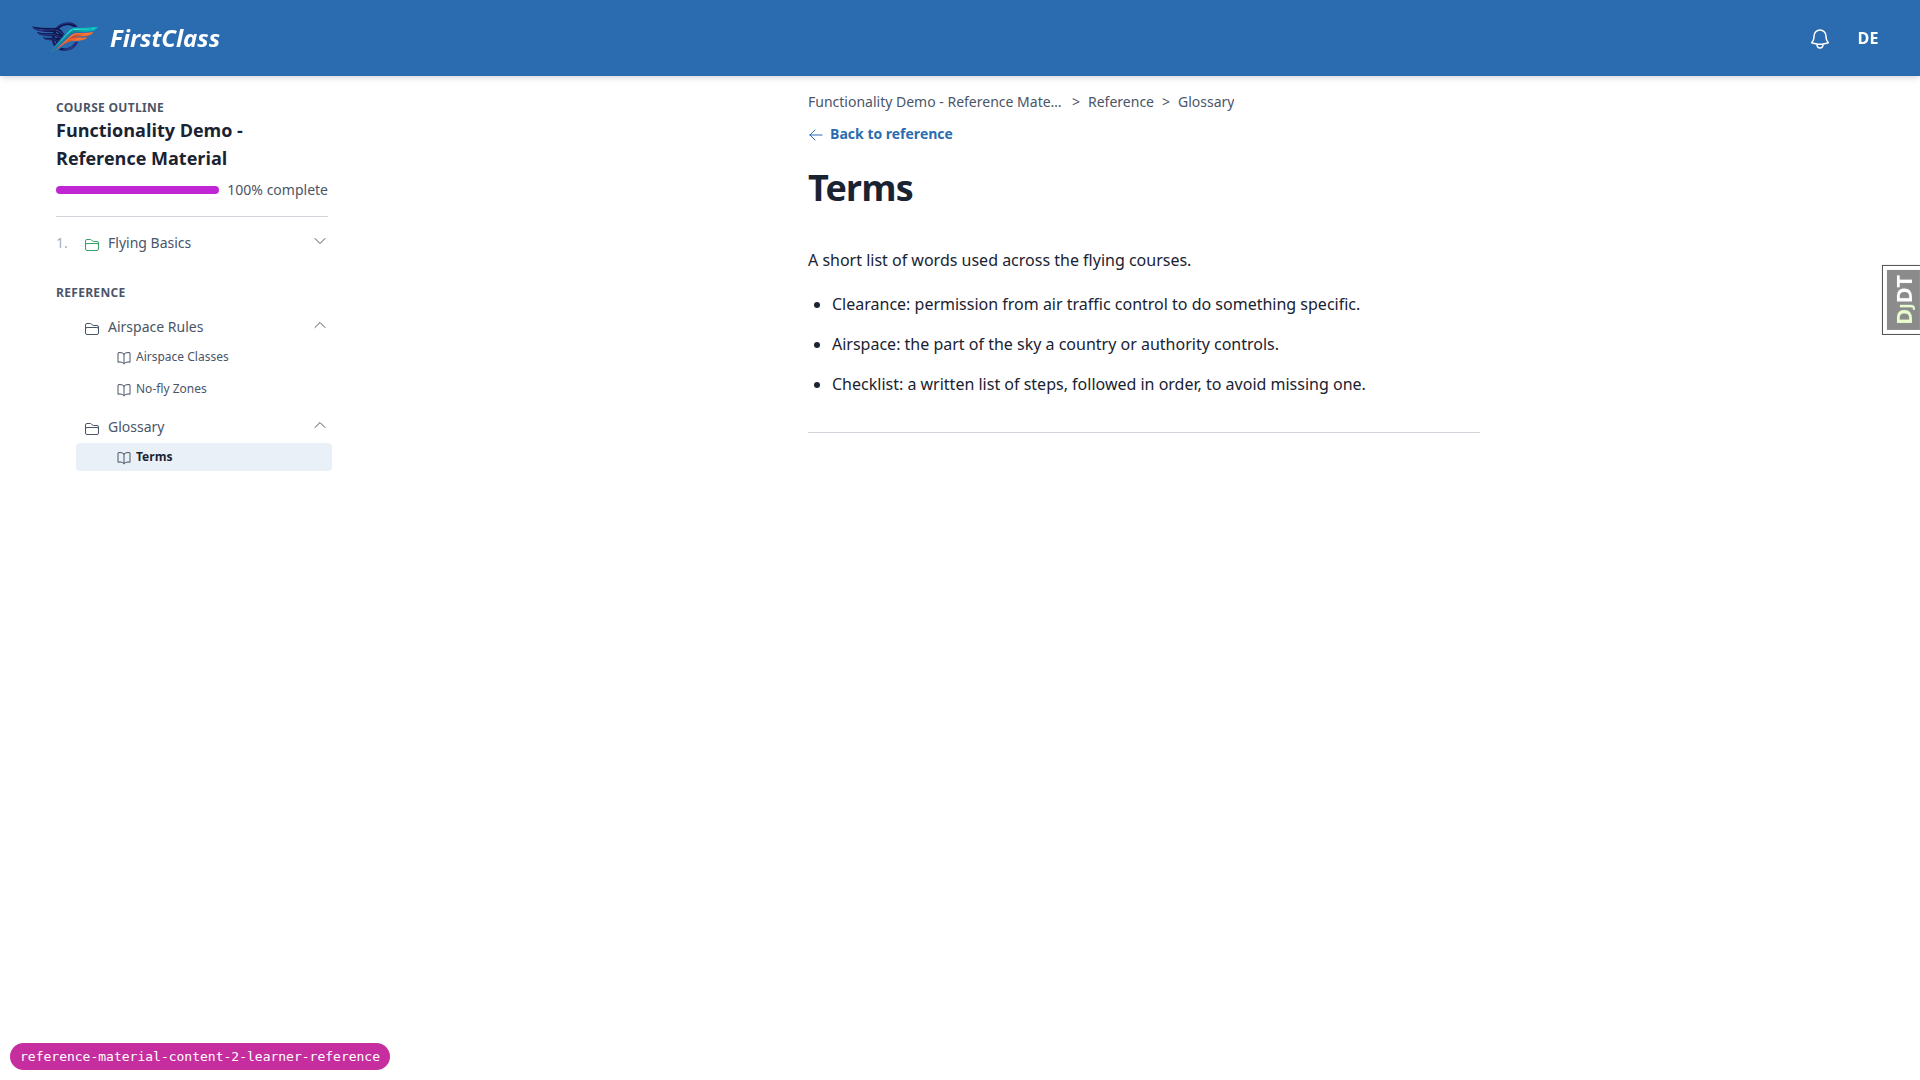 FirstClass
DE
COURSE OUTLINE
Functionality Demo -
Reference Material
100% complete
1. Flying Basics
REFERENCE
Airspace Rules
Airspace Classes
No-fly Zones
Glossary
Terms
Functionality Demo - Reference Mate... > Reference > Glossary
Back to reference
Terms
A short list of words used across the flying courses.
• Clearance: permission from air traffic control to do something specific.
• Airspace: the part of the sky a country or authority controls.
• Checklist: a written list of steps, followed in order, to avoid missing one.
DJDT
reference-material-content-2-learner-reference